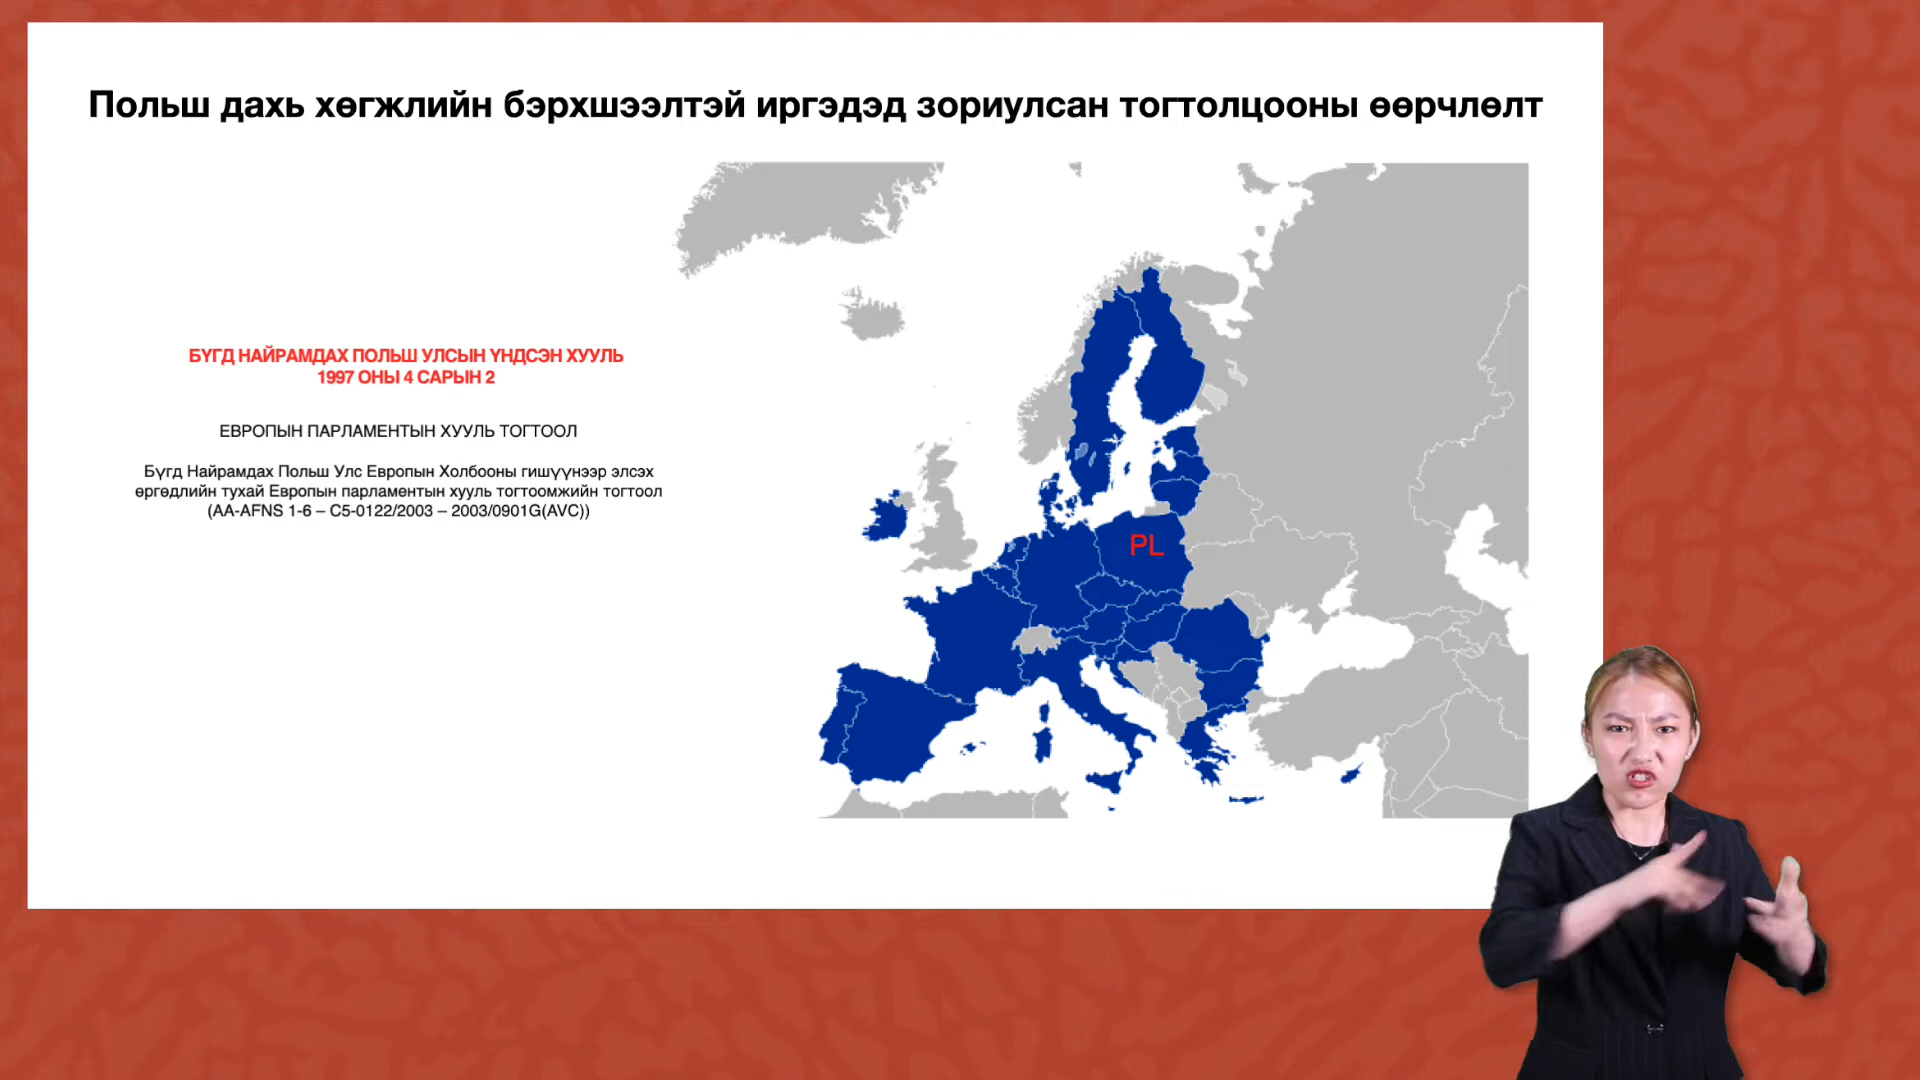 Польш дахь хөгжлийн бэрхшээлтэй иргэдэд зориулсан тогтолцооны өөрчлөлт
БҮГД НАЙРАМДАХ ПОЛЬШ УЛСЫН ҮНДСЭН ХУУЛЬ
1997 ОНЫ 4 САРЫН 2
ЕВРОПЫН ПАРЛАМЕНТЫН ХУУЛЬ ТОГТООЛ
Бүгд Найрамдах Польш Улс Европын Холбооны гишүүнээр элсэх
өргөдлийн тухай Европын парламентын хууль тогтоомжийн тогтоол
(AA-AFNS 1-6 – C5-0122/2003 – 2003/0901G(AVC))
PL